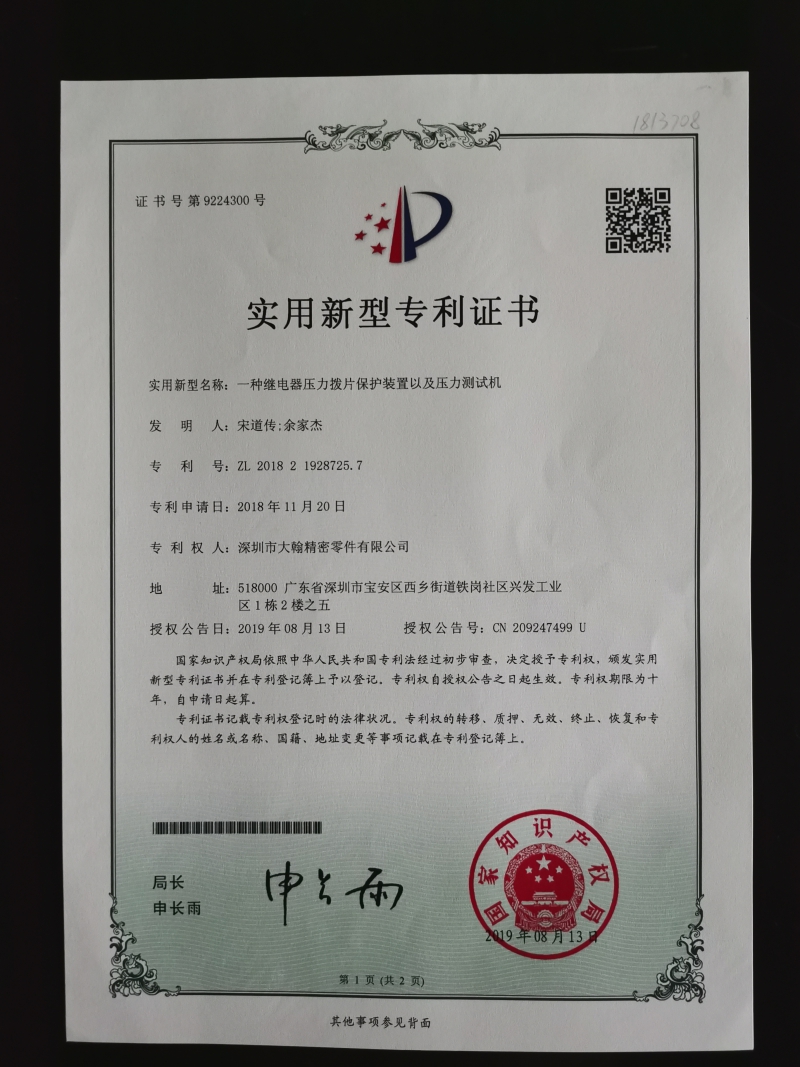 1813708
证书号第9224300号
实用新型专利证书
实用新型名称：一种继电器压力拨片保护装置以及压力测试机
发明人：宋道传;余家杰
专利号：ZL 2018 2 1928725.7
专利申请日：2018年11月20日
专利权人：深圳市大翰精密零件有限公司
地址：518000 广东省深圳市宝安区西乡街道铁岗社区兴发工业
区1栋2楼之五
授权公告日：2019年08月13日 授权公告号：CN 209247499 U
国家知识产权局依照中华人民共和国专利法经过初步审查，决定授予专利权，颁发实用
新型专利证书并在专利登记簿上予以登记。专利权自授权公告之日起生效。专利权期限为十
年，自申请日起算。
专利证书记载专利权登记时的法律状况。专利权的转移、质押、无效、终止、恢复和专
利权人的姓名或名称、国籍、地址变更等事项记载在专利登记簿上。
局长
申长雨
申长雨
国家知识产权局
2019年08月13日
第1页(共2页)
其他事项参见背面